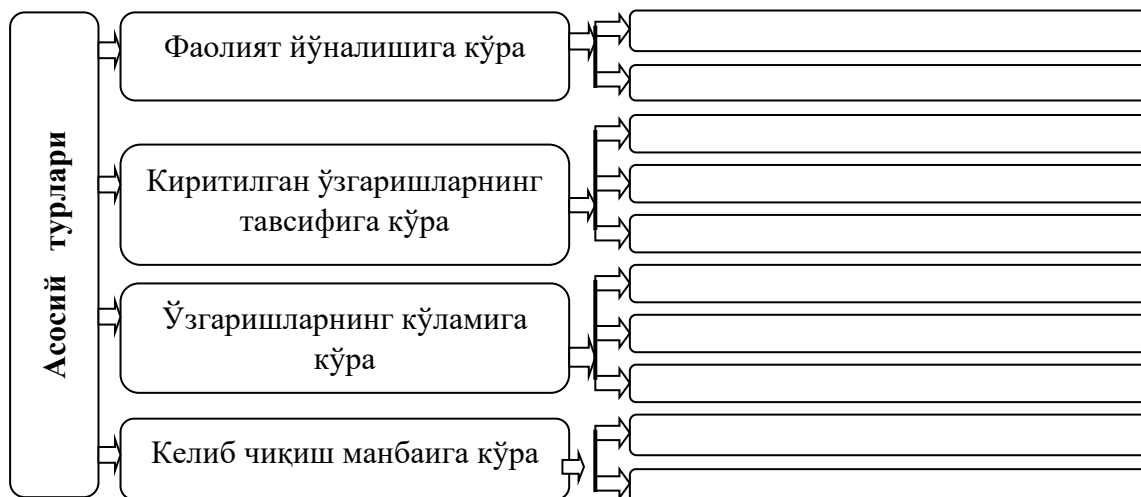 Асосий турлари
Фаолият йўналишига кўра
Киритилган ўзгаришларнинг
тавсифига кўра
Ўзгаришларнинг кўламига
кўра
Келиб чиқиш манбаига кўра